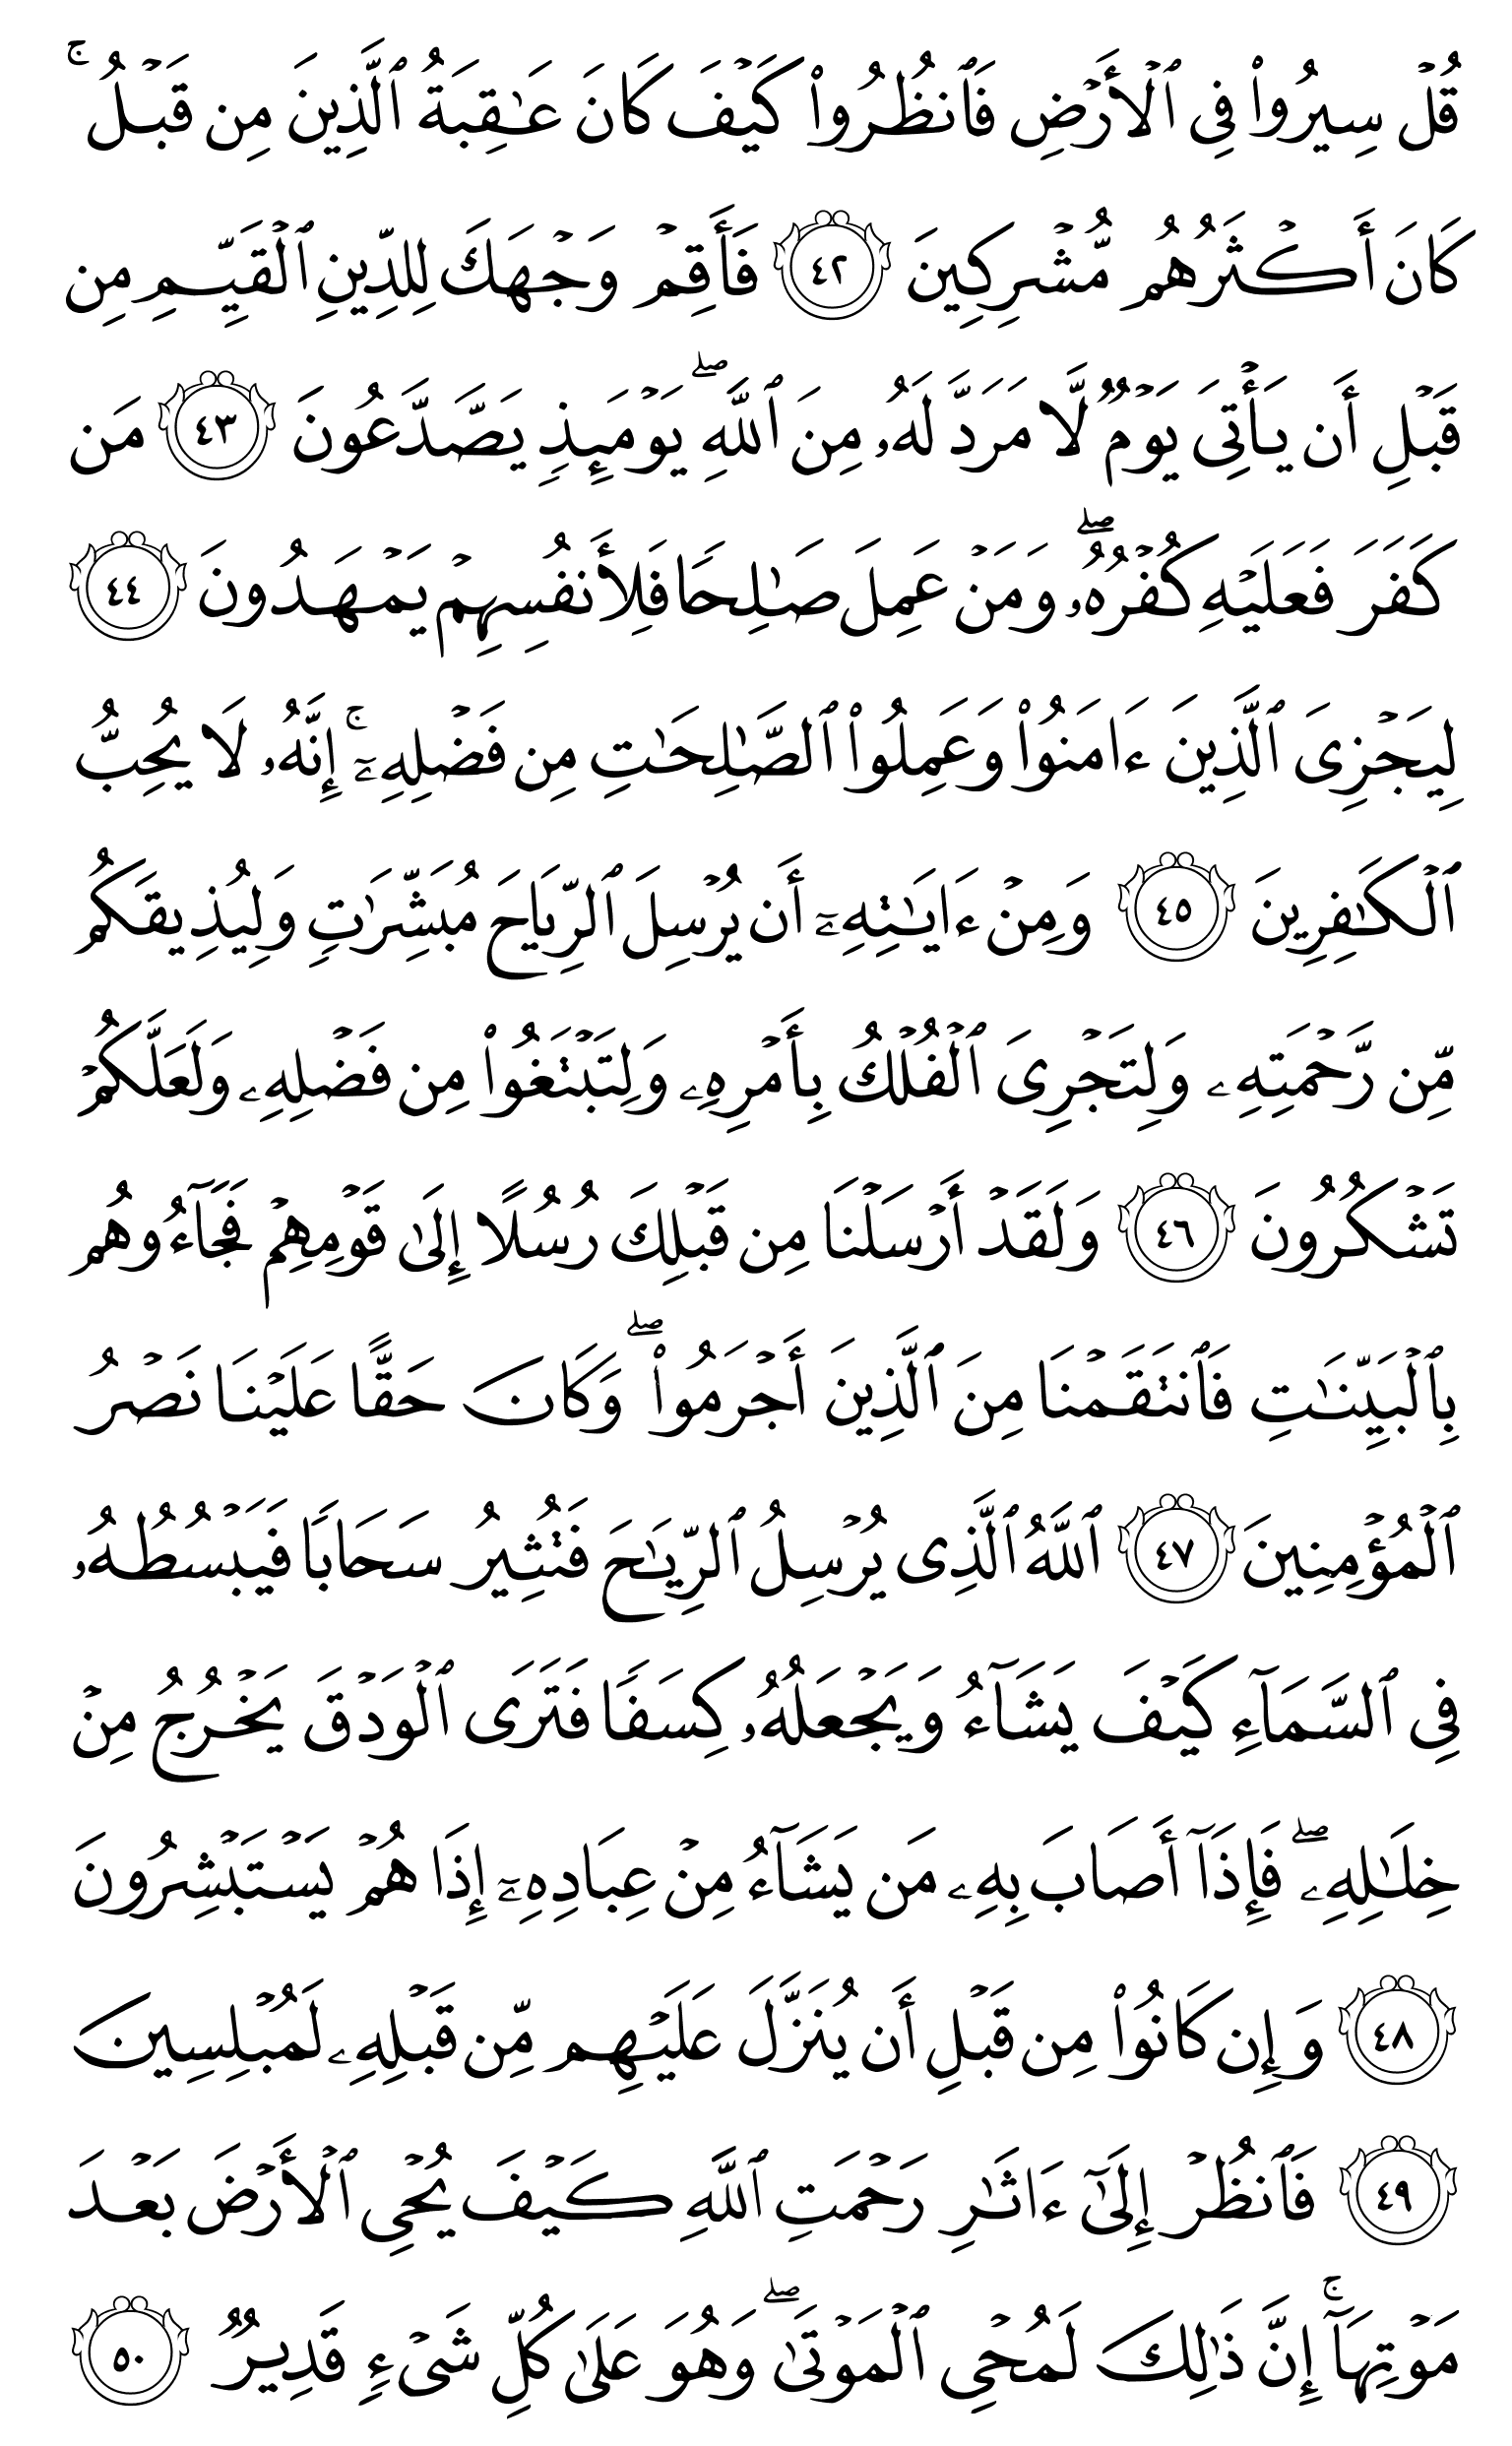 قُلۡ سِيرُواْ فِي ٱلۡأَرۡضِ فَٱنظُرُواْ كَيۡفَ كَانَ عَٰقِبَةُ ٱلَّذِينَ مِن قَبۡلُۚ
كَانَ أَكۡثَرُهُم مُّشۡرِكِينَ ٤٢ فَأَقِمۡ وَجۡهَكَ لِلدِّينِ ٱلۡقَيِّمِ مِن
قَبۡلِ أَن يَأۡتِيَ يَوۡمٞ لَّا مَرَدَّ لَهُۥ مِنَ ٱللَّهِۖ يَوۡمَئِذٖ يَصَّدَّعُونَ ٤٣ مَن
كَفَرَ فَعَلَيۡهِ كُفۡرُهُۥۖ وَمَنۡ عَمِلَ صَٰلِحٗا فَلِأَنفُسِهِمۡ يَمۡهَدُونَ ٤٤
لِيَجۡزِيَ ٱلَّذِينَ ءَامَنُواْ وَعَمِلُواْ ٱلصَّٰلِحَٰتِ مِن فَضۡلِهِۦٓۚ إِنَّهُۥ لَا يُحِبُّ
ٱلۡكَٰفِرِينَ ٤٥ وَمِنۡ ءَايَٰتِهِۦٓ أَن يُرۡسِلَ ٱلرِّيَاحَ مُبَشِّرَٰتٖ وَلِيُذِيقَكُم
مِّن رَّحۡمَتِهِۦ وَلِتَجۡرِيَ ٱلۡفُلۡكُ بِأَمۡرِهِۦ وَلِتَبۡتَغُواْ مِن فَضۡلِهِۦ وَلَعَلَّكُمۡ
تَشۡكُرُونَ ٤٦ وَلَقَدۡ أَرۡسَلۡنَا مِن قَبۡلِكَ رُسُلًا إِلَىٰ قَوۡمِهِمۡ فَجَآءُوهُم
بِٱلۡبَيِّنَٰتِ فَٱنتَقَمۡنَا مِنَ ٱلَّذِينَ أَجۡرَمُواْۖ وَكَانَ حَقًّا عَلَيۡنَا نَصۡرُ
ٱلۡمُؤۡمِنِينَ ٤٧ ٱللَّهُ ٱلَّذِي يُرۡسِلُ ٱلرِّيَٰحَ فَتُثِيرُ سَحَابٗا فَيَبۡسُطُهُۥ
فِي ٱلسَّمَآءِ كَيۡفَ يَشَآءُ وَيَجۡعَلُهُۥ كِسَفٗا فَتَرَى ٱلۡوَدۡقَ يَخۡرُجُ مِنۡ
خِلَٰلِهِۦۖ فَإِذَآ أَصَابَ بِهِۦ مَن يَشَآءُ مِنۡ عِبَادِهِۦٓ إِذَا هُمۡ يَسۡتَبۡشِرُونَ
٤٨ وَإِن كَانُواْ مِن قَبۡلِ أَن يُنَزَّلَ عَلَيۡهِم مِّن قَبۡلِهِۦ لَمُبۡلِسِينَ
٤٩ فَٱنظُرۡ إِلَىٰٓ ءَاثَٰرِ رَحۡمَتِ ٱللَّهِ كَيۡفَ يُحۡيِ ٱلۡأَرۡضَ بَعۡدَ
مَوۡتِهَآۚ إِنَّ ذَٰلِكَ لَمُحۡيِ ٱلۡمَوۡتَىٰۖ وَهُوَ عَلَىٰ كُلِّ شَيۡءٖ قَدِيرٞ ٥٠